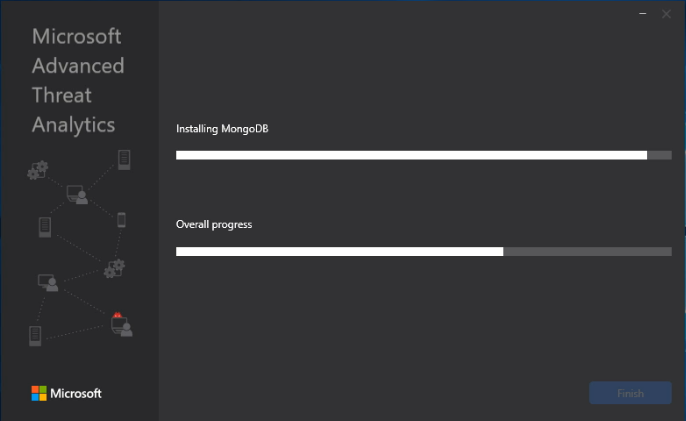 Microsoft
Advanced
Threat
Analytics
Installing MongoDB
Overall progress
Microsoft
Finish